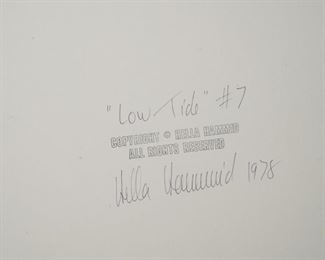 "Low Tide" #7
COPYRIGHT © HELLA HAMMID
ALL RIGHTS RESERVED
Hella Hammid 1978